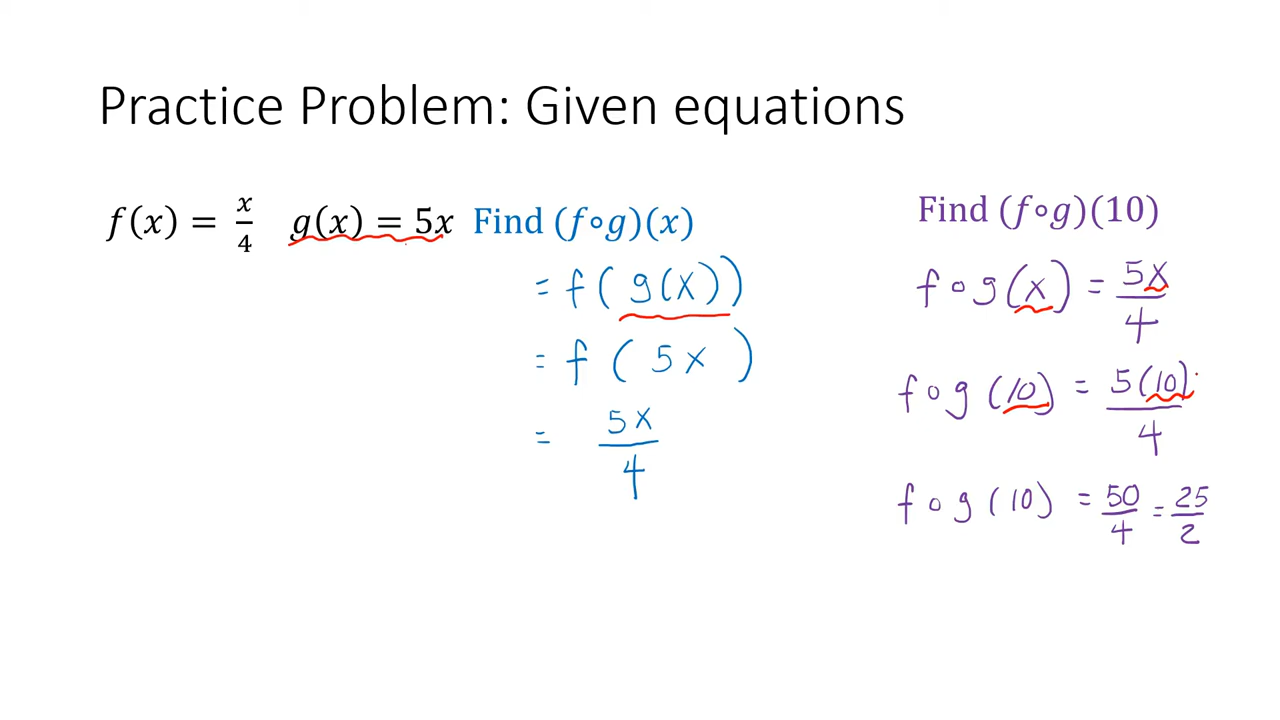 Practice Problem: Given equations
f(x) = x/4 g(x) = 5x Find (f∘g)(x)
= f( g(x))
= f ( 5x )
= 5x/4
Find (f∘g)(10)
f∘g(x) = 5x/4
f∘g(10) = 5(10)/4
f∘g(10) = 50/4 = 25/2